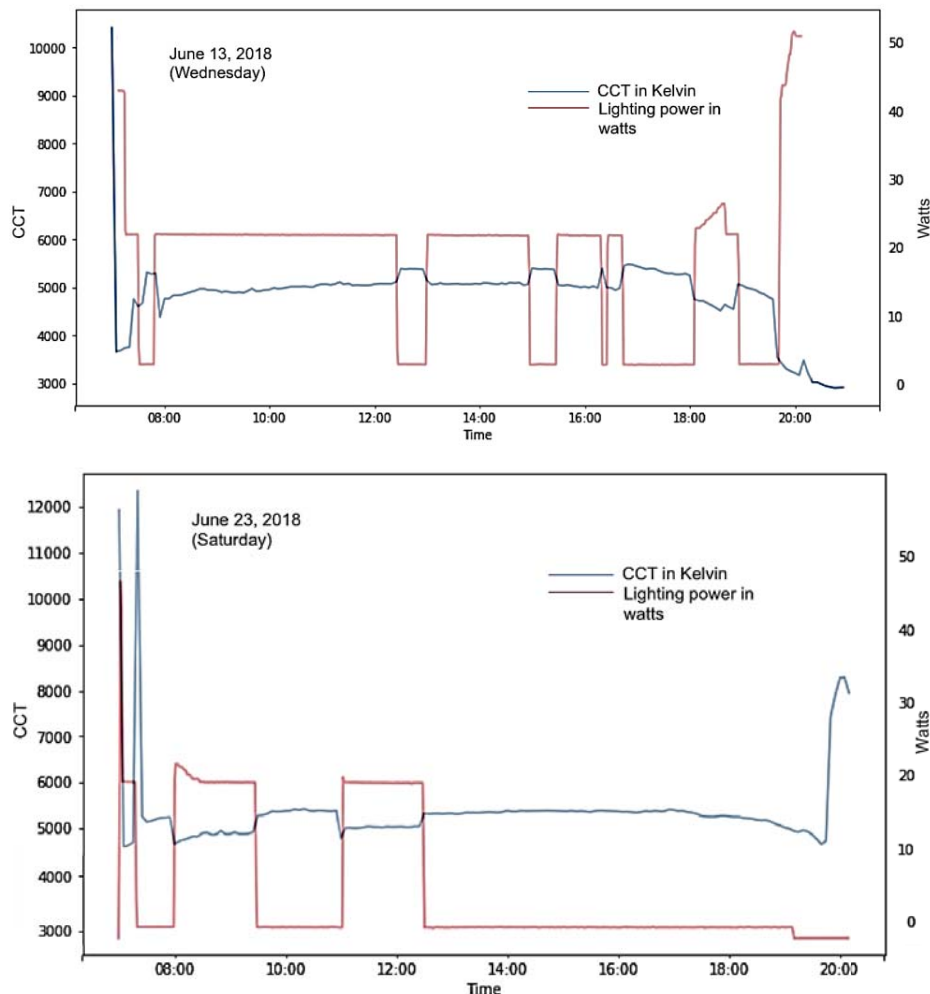 June 13, 2018
(Wednesday)
CCT in Kelvin
Lighting power in
watts
10000
9000
8000
7000
6000
5000
4000
3000
CCT
50
40
30
20
10
0
Watts
08:00 10:00 12:00 14:00 16:00 18:00 20:00
Time
June 23, 2018
(Saturday)
CCT in Kelvin
Lighting power in
watts
12000
11000
10000
9000
8000
7000
6000
5000
4000
3000
CCT
50
40
30
20
10
0
Watts
08:00 10:00 12:00 14:00 16:00 18:00 20:00
Time